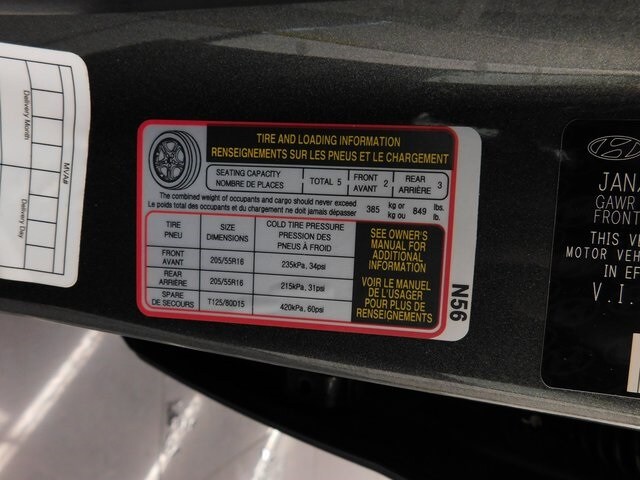 TIRE AND LOADING INFORMATION
RENSEIGNEMENTS SUR LES PNEUS ET LE CHARGEMENT
SEATING CAPACITY
NOMBRE DE PLACES
TOTAL 5
FRONT
AVANT 2
REAR
ARRIÈRE 3
The combined weight of occupants and cargo should never exceed
Le poids total des occupants et du chargement ne doit jamais dépasser
385 kg or
kg ou
849 lbs.
lb.
TIRE
PNEU
SIZE
DIMENSIONS
COLD TIRE PRESSURE
PRESSION DES
PNEUS À FROID
FRONT
AVANT
205/55R16
235kPa, 34psi
REAR
ARRIÈRE
205/55R16
215kPa, 31psi
SPARE
DE SECOURS
T125/80D15
420kPa, 60psi
SEE OWNER'S
MANUAL FOR
ADDITIONAL
INFORMATION
VOIR LE MANUEL
DE L'USAGER
POUR PLUS DE
RENSEIGNEMENTS
N56
MVA#
Delivery Month
Delivery Day
JAN
GAWR
FRONT
THIS VE
MOTOR VEH
IN EF
V.I.